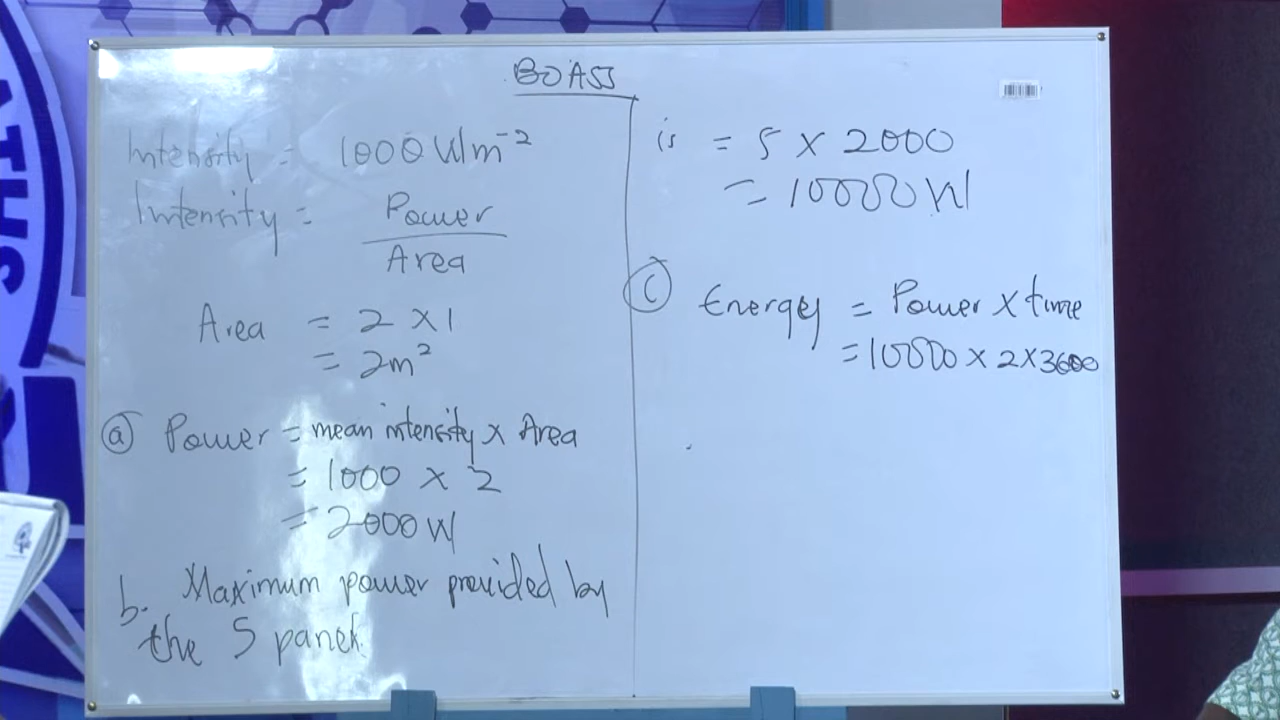 BOASS
Intensity = 1000 Wm⁻²
Intensity = Power
Area
Area = 2 × 1
= 2m²
(a) Power = mean intensity × Area
= 1000 × 2
= 2000 W
b. Maximum power provided by
the 5 panels
is = 5 × 2000
= 10000 W
(c) Energy = Power × time
= 10000 × 2 × 3600